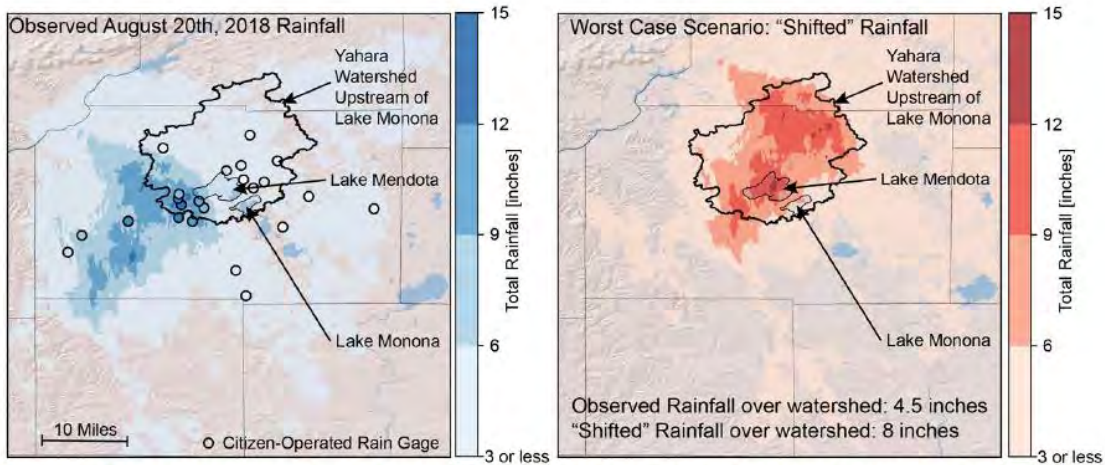 Observed August 20th, 2018 Rainfall
Yahara
Watershed
Upstream of
Lake Monona
Lake Mendota
Lake Monona
10 Miles
Citizen-Operated Rain Gage
15
12
9
6
3 or less
Total Rainfall [inches]
Worst Case Scenario: “Shifted” Rainfall
Yahara
Watershed
Upstream of
Lake Monona
Lake Mendota
Lake Monona
Observed Rainfall over watershed: 4.5 inches
“Shifted” Rainfall over watershed: 8 inches
15
12
9
6
3 or less
Total Rainfall [inches]